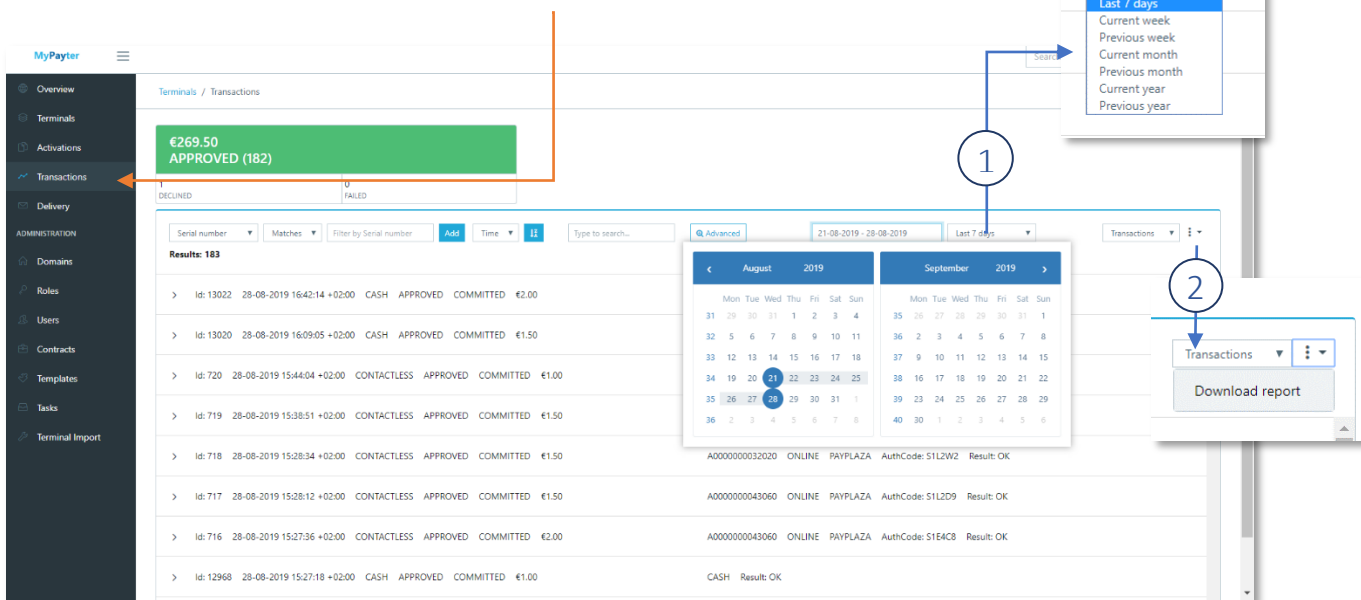 Last 7 days
Current week
Previous week
Current month
Previous month
Current year
Previous year
MyPayter
Search
Overview
Terminals
Activations
Transactions
Delivery
ADMINISTRATION
Domains
Roles
Users
Contracts
Templates
Tasks
Terminal Import
Terminals / Transactions
€269.50
APPROVED (182)
1 0
DECLINED FAILED
1
Serial number Matches Filter by Serial number Add Time Type to search... Advanced 21-08-2019 - 28-08-2019 Last 7 days Transactions
Results: 183
August 2019 September 2019
Mon Tue Wed Thu Fri Sat Sun Mon Tue Wed Thu Fri Sat Sun
31 29 30 31 1 2 3 4 35 26 27 28 29 30 31 1
32 5 6 7 8 9 10 11 36 2 3 4 5 6 7 8
33 12 13 14 15 16 17 18 37 9 10 11 12 13 14 15
34 19 20 21 22 23 24 25 38 16 17 18 19 20 21 22
35 26 27 28 29 30 31 1 39 23 24 25 26 27 28 29
36 2 3 4 5 6 7 8 40 30 1 2 3 4 5 6
2
Transactions
Download report
Id: 13022 28-08-2019 16:42:14 +02:00 CASH APPROVED COMMITTED €2.00
Id: 13020 28-08-2019 16:09:05 +02:00 CASH APPROVED COMMITTED €1.50
Id: 720 28-08-2019 15:44:04 +02:00 CONTACTLESS APPROVED COMMITTED €1.00
Id: 719 28-08-2019 15:38:51 +02:00 CONTACTLESS APPROVED COMMITTED €1.50
Id: 718 28-08-2019 15:28:34 +02:00 CONTACTLESS APPROVED COMMITTED €1.50 A0000000032020 ONLINE PAYPLAZA AuthCode: S1L2W2 Result: OK
Id: 717 28-08-2019 15:28:12 +02:00 CONTACTLESS APPROVED COMMITTED €1.50 A0000000043060 ONLINE PAYPLAZA AuthCode: S1L2D9 Result: OK
Id: 716 28-08-2019 15:27:36 +02:00 CONTACTLESS APPROVED COMMITTED €2.00 A0000000043060 ONLINE PAYPLAZA AuthCode: S1E4C8 Result: OK
Id: 12968 28-08-2019 15:27:18 +02:00 CASH APPROVED COMMITTED €1.00 CASH Result: OK